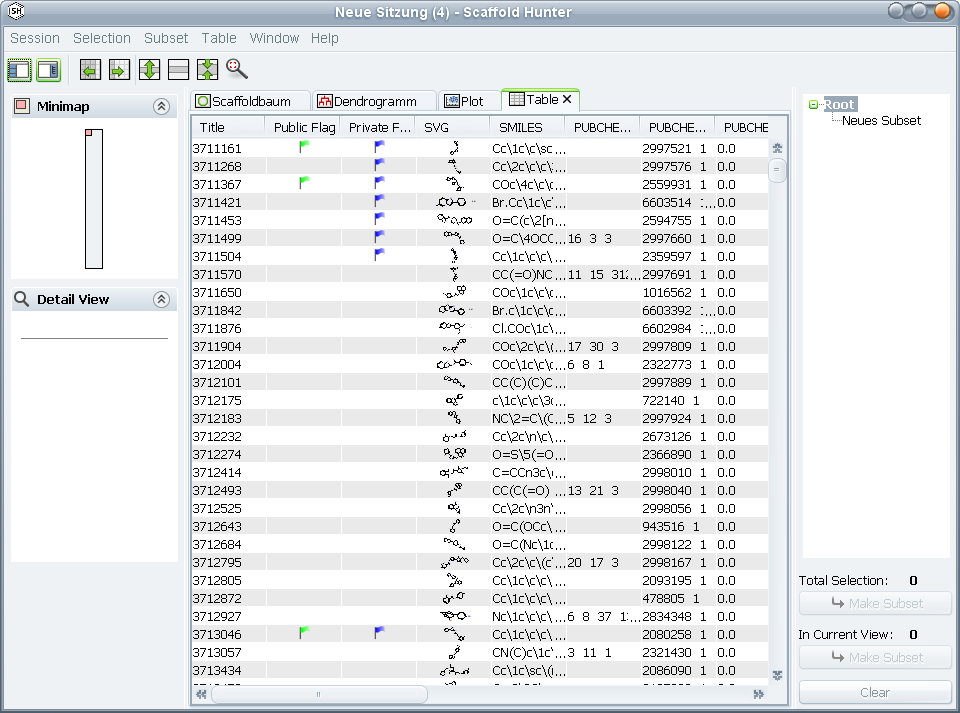 Neue Sitzung (4) - Scaffold Hunter
Session Selection Subset Table Window Help
Minimap
Detail View
Scaffoldbaum Dendrogramm Plot Table
Title Public Flag Private F... SVG SMILES PUBCHE... PUBCHE... PUBCHE
3711161 Cc\1c\c\sc... 2997521 1 0.0
3711268 Cc\2c\c\c\... 2997576 1 0.0
3711367 COc\4c\c\c... 2559931 1 0.0
3711421 Br.Cc\1c\c\... 6603514 :... 0.0
3711453 O=C(c\2[n... 2594755 1 0.0
3711499 O=C\4OCC... 16 3 3 2997660 1 0.0
3711504 Cc\1c\c\c\... 2359597 1 0.0
3711570 CC(=O)NC... 11 15 31... 2997691 1 0.0
3711650 COc\1c\c\c... 1016562 1 0.0
3711842 Br.c\1c\c\c... 6603392 :... 0.0
3711876 Cl.COc\1c... 6602984 :... 0.0
3711904 COc\2c\c\(... 17 30 3 2997809 1 0.0
3712004 COc\1c\c\c... 6 8 1 2322773 1 0.0
3712101 CC(C)(C)C... 2997889 1 0.0
3712175 c\1c\c\c\3c... 722140 1 0.0
3712183 NC\2=C\(C... 5 12 3 2997924 1 0.0
3712232 Cc\2c\n\c\... 2673126 1 0.0
3712274 O=S\5(=O... 2366890 1 0.0
3712414 C=CCn3c\... 2998010 1 0.0
3712493 CC(C(=O)... 13 21 3 2998040 1 0.0
3712525 Cc\2c\n3n\... 2998056 1 0.0
3712643 O=C(OCc\... 943516 1 0.0
3712684 O=C(Nc\1c... 2998122 1 0.0
3712795 Cc\2c\c\(c\... 20 17 3 2998167 1 0.0
3712805 Cc\1c\c\c\... 2093195 1 0.0
3712872 Cc\1c\c\c\... 478805 1 0.0
3712927 Nc\1c\c\c\... 6 8 37 1... 2834348 1 0.0
3713046 Cc\1c\c\c\... 2080258 1 0.0
3713057 CN(C)c\1c\... 3 11 1 2321430 1 0.0
3713434 Cc\1c\sc\(... 2086090 1 0.0
Root
Neues Subset
Total Selection: 0
Make Subset
In Current View: 0
Make Subset
Clear